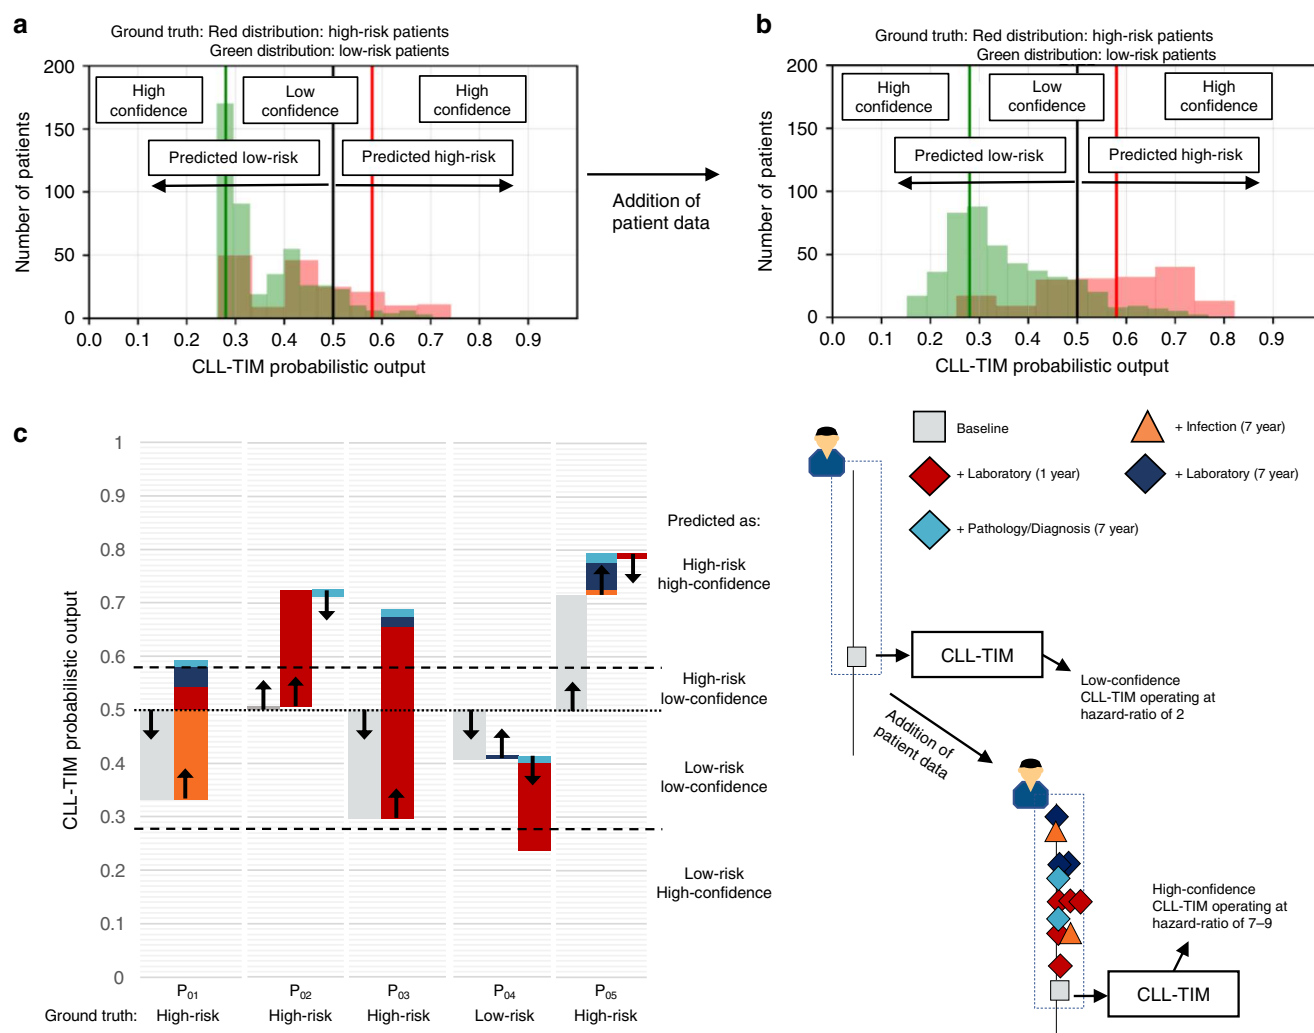 a
Ground truth: Red distribution: high-risk patients
Green distribution: low-risk patients
200
150
100
50
0
Number of patients
High
confidence
Low
confidence
High
confidence
Predicted low-risk
Predicted high-risk
0.0 0.1 0.2 0.3 0.4 0.5 0.6 0.7 0.8 0.9
CLL-TIM probabilistic output
Addition of
patient data
b
Ground truth: Red distribution: high-risk patients
Green distribution: low-risk patients
200
150
100
50
0
Number of patients
High
confidence
Low
confidence
High
confidence
Predicted low-risk
Predicted high-risk
0.0 0.1 0.2 0.3 0.4 0.5 0.6 0.7 0.8 0.9
CLL-TIM probabilistic output
c
1
0.9
0.8
0.7
0.6
0.5
0.4
0.3
0.2
0.1
0
CLL-TIM probabilistic output
Predicted as:
High-risk
high-confidence
High-risk
low-confidence
Low-risk
low-confidence
Low-risk
High-confidence
P01 P02 P03 P04 P05
Ground truth: High-risk High-risk High-risk Low-risk High-risk
Baseline
+ Infection (7 year)
+ Laboratory (1 year)
+ Laboratory (7 year)
+ Pathology/Diagnosis (7 year)
CLL-TIM
Low-confidence
CLL-TIM operating at
hazard-ratio of 2
Addition of
patient data
High-confidence
CLL-TIM operating at
hazard-ratio of 7–9
CLL-TIM